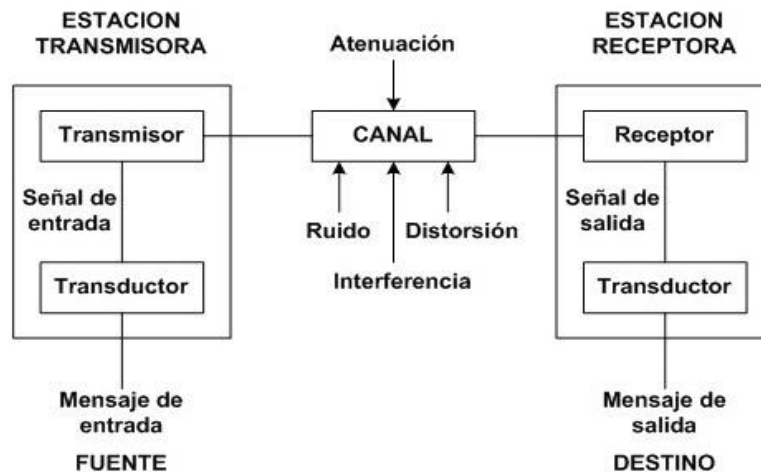 ESTACION
TRANSMISORA
Atenuación
ESTACION
RECEPTORA
Transmisor
CANAL
Receptor
Señal de
entrada
Ruido
Distorsión
Interferencia
Señal de
salida
Transductor
Transductor
Mensaje de
entrada
Mensaje de
salida
FUENTE
DESTINO